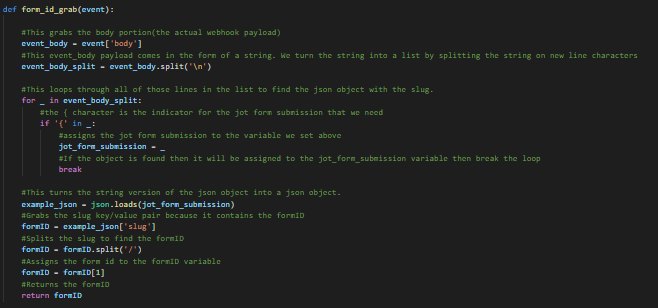 def form_id_grab(event):
#This grabs the body portion(the actual webhook payload)
event_body = event['body']
#This event_body payload comes in the form of a string. We turn the string into a list by splitting the string on new line characters
event_body_split = event_body.split('\n')
#This loops through all of those lines in the list to find the json object with the slug.
for _ in event_body_split:
#the { character is the indicator for the jot form submission that we need
if '{' in _:
#assigns the jot form submission to the variable we set above
jot_form_submission = _
#If the object is found then it will be assigned to the jot_form_submission variable then break the loop
break
#This turns the string version of the json object into a json object.
example_json = json.loads(jot_form_submission)
#Grabs the slug key/value pair because it contains the formID
formID = example_json['slug']
#Splits the slug to find the formID
formID = formID.split('/')
#Assigns the form id to the formID variable
formID = formID[1]
#Returns the formID
return formID